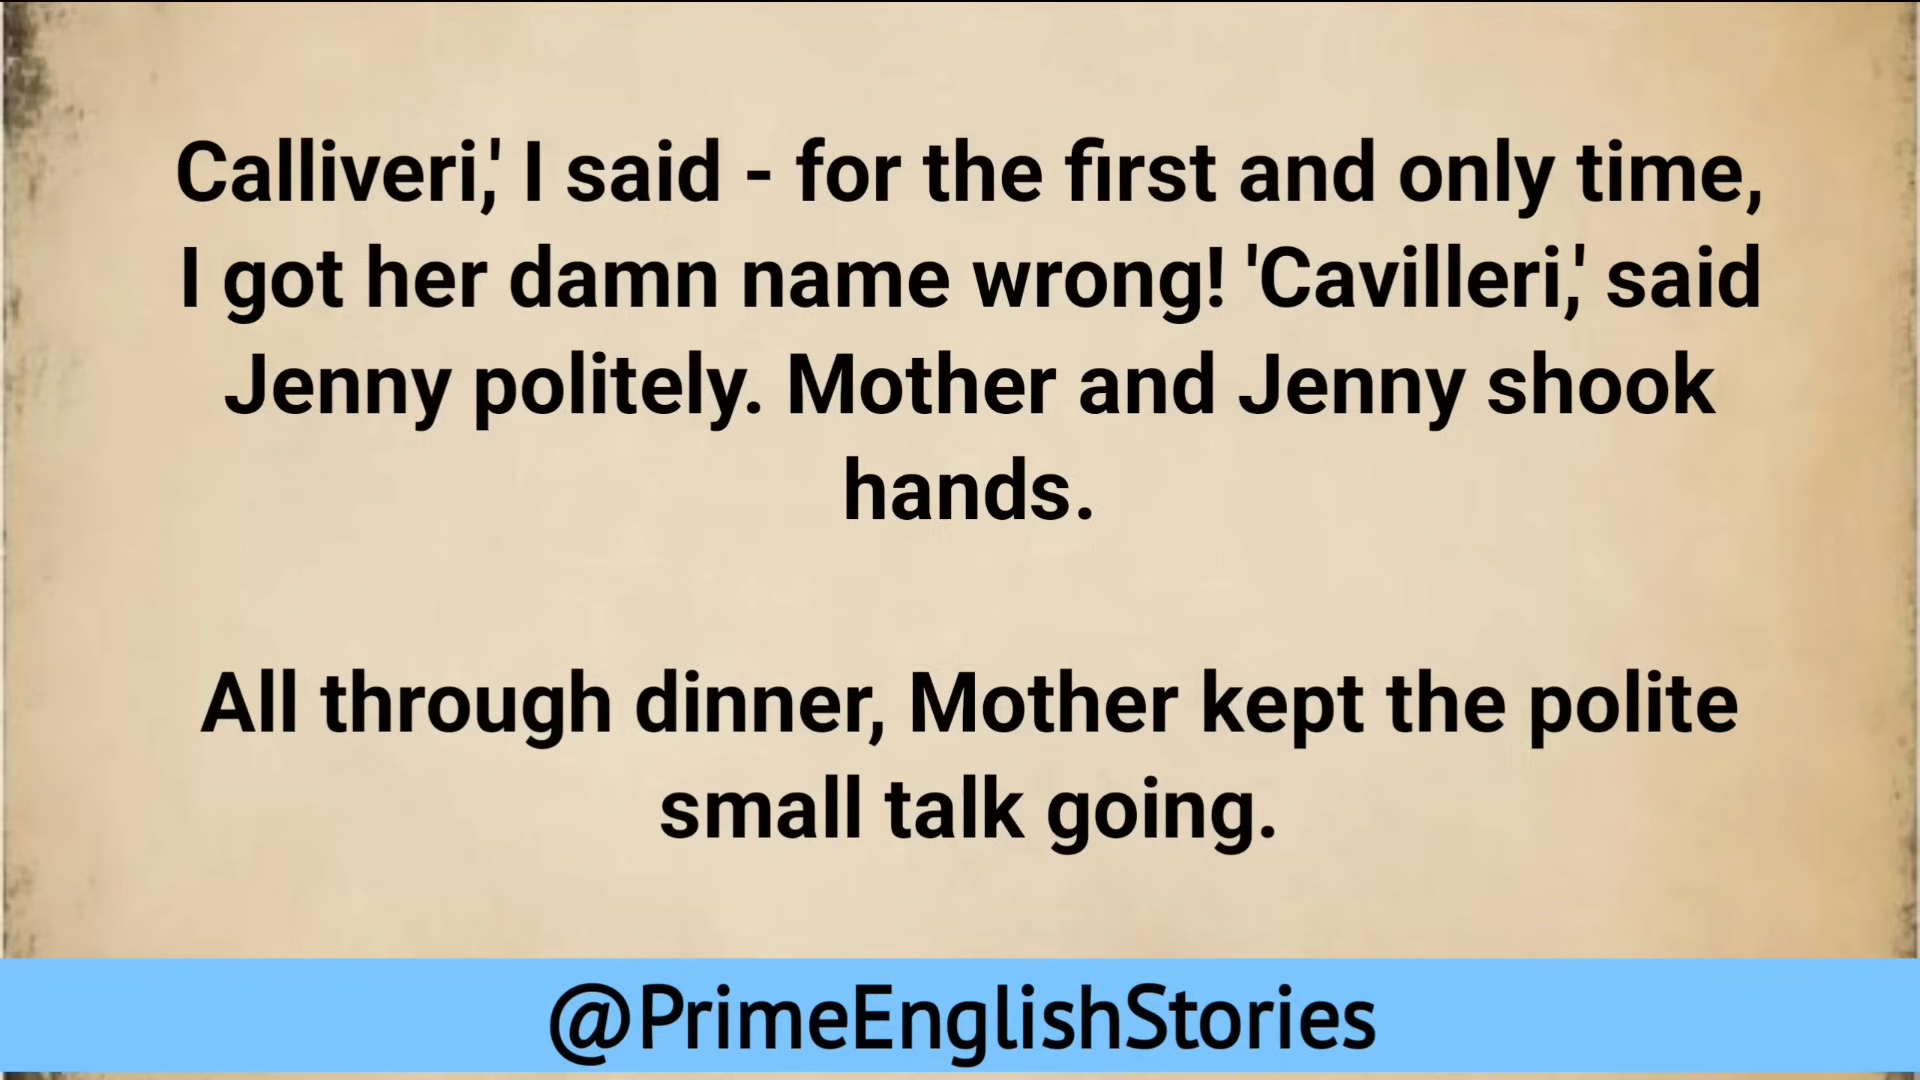 Calliveri,' I said - for the first and only time,
I got her damn name wrong! 'Cavilleri,' said
Jenny politely. Mother and Jenny shook
hands.
All through dinner, Mother kept the polite
small talk going.
@PrimeEnglishStories